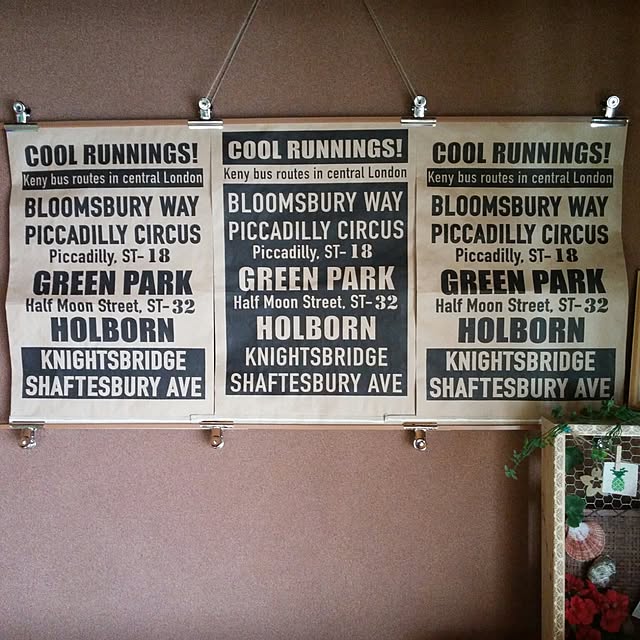 COOL RUNNINGS!
Keny bus routes in central London
BLOOMSBURY WAY
PICCADILLY CIRCUS
Piccadilly, ST- 18
GREEN PARK
Half Moon Street, ST-32
HOLBORN
KNIGHTSBRIDGE
SHAFTESBURY AVE
COOL RUNNINGS!
Keny bus routes in central London
BLOOMSBURY WAY
PICCADILLY CIRCUS
Piccadilly, ST- 18
GREEN PARK
Half Moon Street, ST-32
HOLBORN
KNIGHTSBRIDGE
SHAFTESBURY AVE
COOL RUNNINGS!
Keny bus routes in central London
BLOOMSBURY WAY
PICCADILLY CIRCUS
Piccadilly, ST- 18
GREEN PARK
Half Moon Street, ST-32
HOLBORN
KNIGHTSBRIDGE
SHAFTESBURY AVE